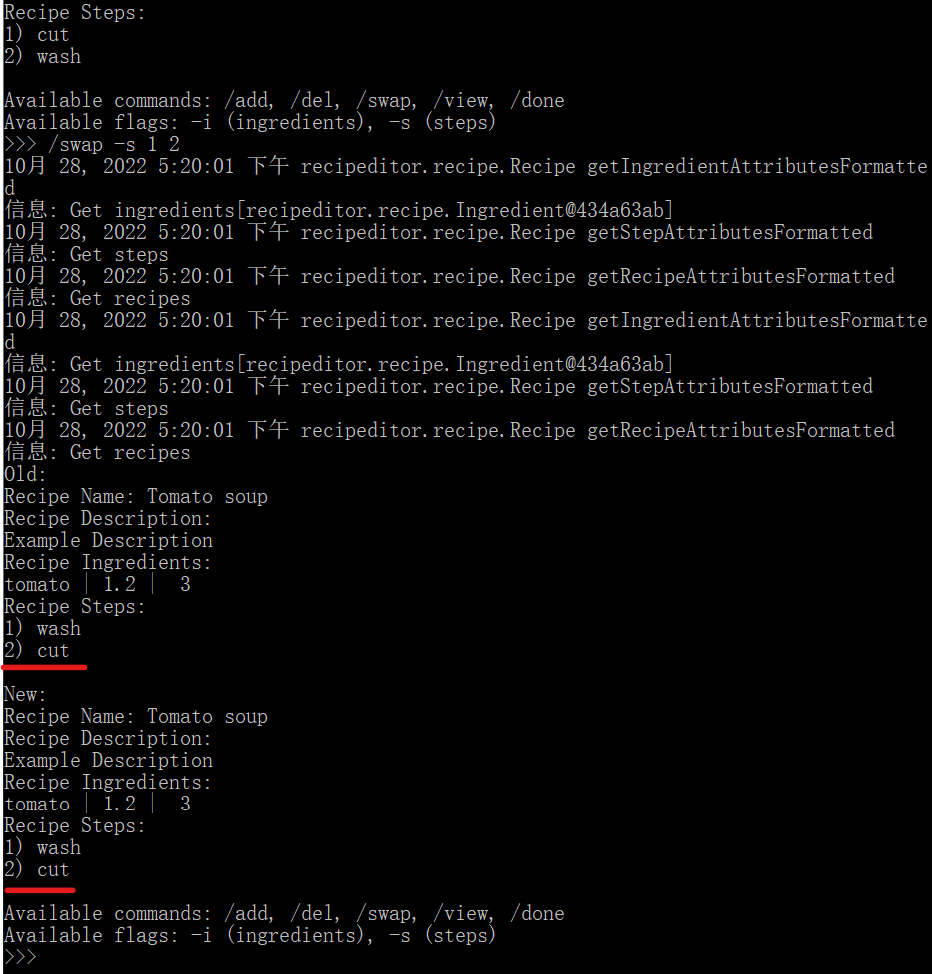 Recipe Steps:
1) cut
2) wash
Available commands: /add, /del, /swap, /view, /done
Available flags: -i (ingredients), -s (steps)
>>> /swap -s 1 2
10月 28, 2022 5:20:01 下午 recipeditor.recipe.Recipe getIngredientAttributesFormatte
d
信息: Get ingredients[recipeditor.recipe.Ingredient@434a63ab]
10月 28, 2022 5:20:01 下午 recipeditor.recipe.Recipe getStepAttributesFormatted
信息: Get steps
10月 28, 2022 5:20:01 下午 recipeditor.recipe.Recipe getRecipeAttributesFormatted
信息: Get recipes
10月 28, 2022 5:20:01 下午 recipeditor.recipe.Recipe getIngredientAttributesFormatte
d
信息: Get ingredients[recipeditor.recipe.Ingredient@434a63ab]
10月 28, 2022 5:20:01 下午 recipeditor.recipe.Recipe getStepAttributesFormatted
信息: Get steps
10月 28, 2022 5:20:01 下午 recipeditor.recipe.Recipe getRecipeAttributesFormatted
信息: Get recipes
Old:
Recipe Name: Tomato soup
Recipe Description:
Example Description
Recipe Ingredients:
tomato | 1.2 |  3
Recipe Steps:
1) wash
2) cut
New:
Recipe Name: Tomato soup
Recipe Description:
Example Description
Recipe Ingredients:
tomato | 1.2 |  3
Recipe Steps:
1) wash
2) cut
Available commands: /add, /del, /swap, /view, /done
Available flags: -i (ingredients), -s (steps)
>>>